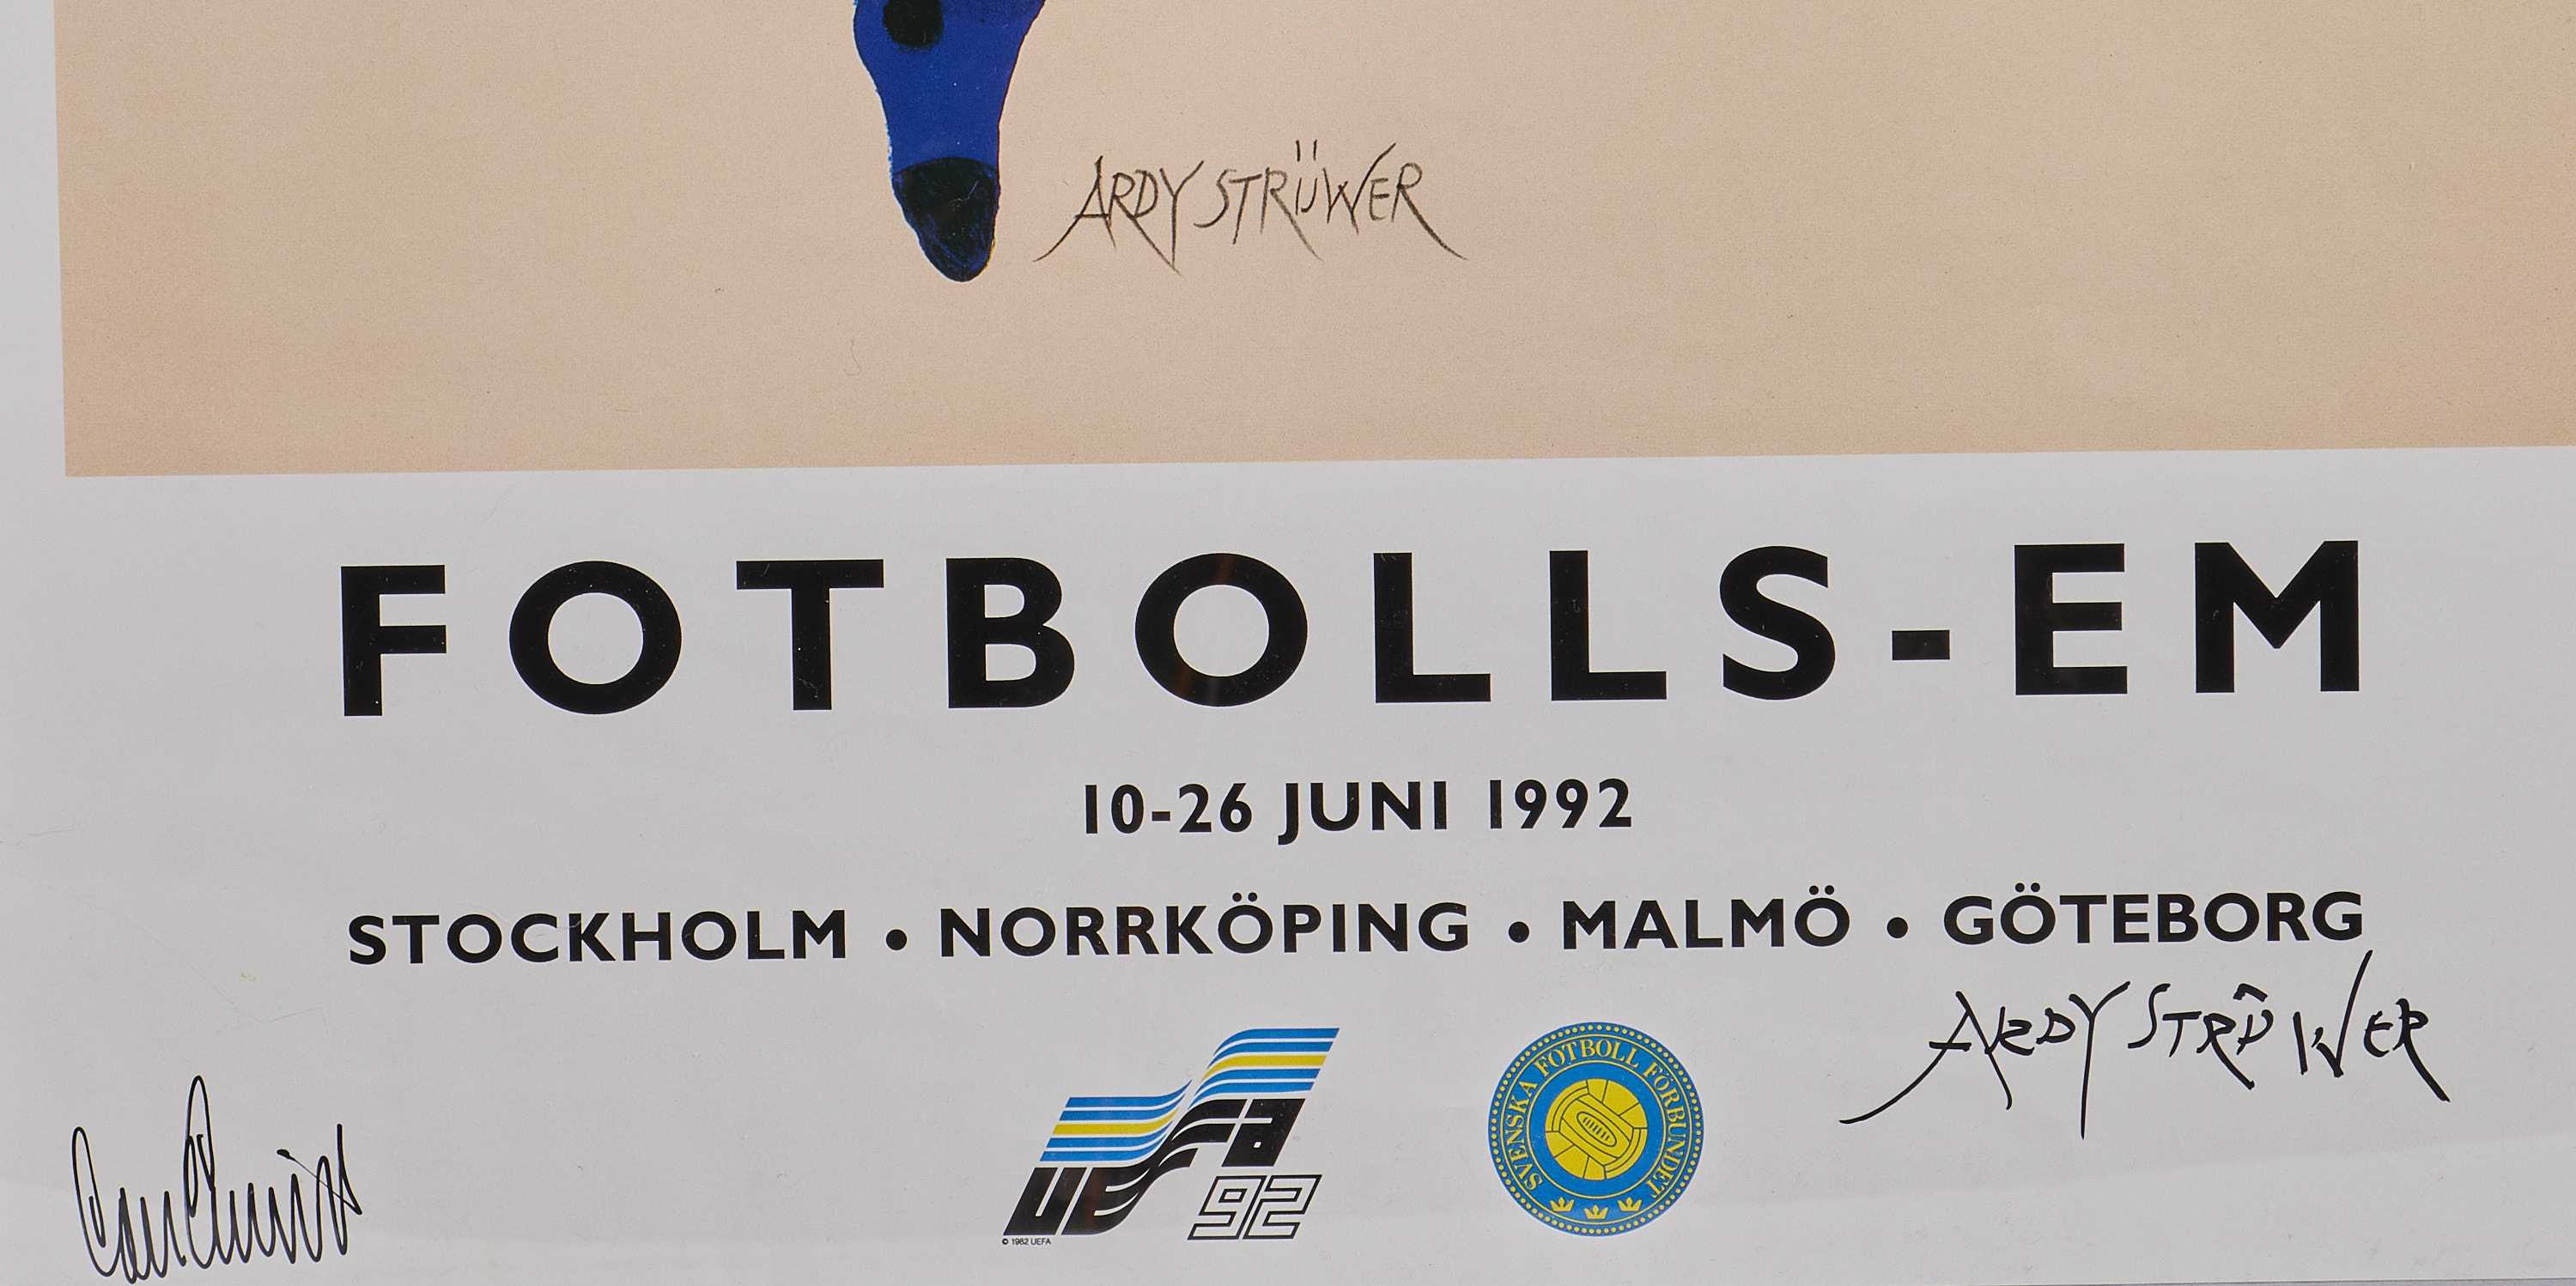 ARDY STRÜWER
FOTBOLLS-EM
10-26 JUNI 1992
STOCKHOLM • NORRKÖPING • MALMÖ • GÖTEBORG
ARDY STRÜWER
UEFA
92
© 1982 UEFA
SVENSKA FOTBOLL FÖRBUNDET